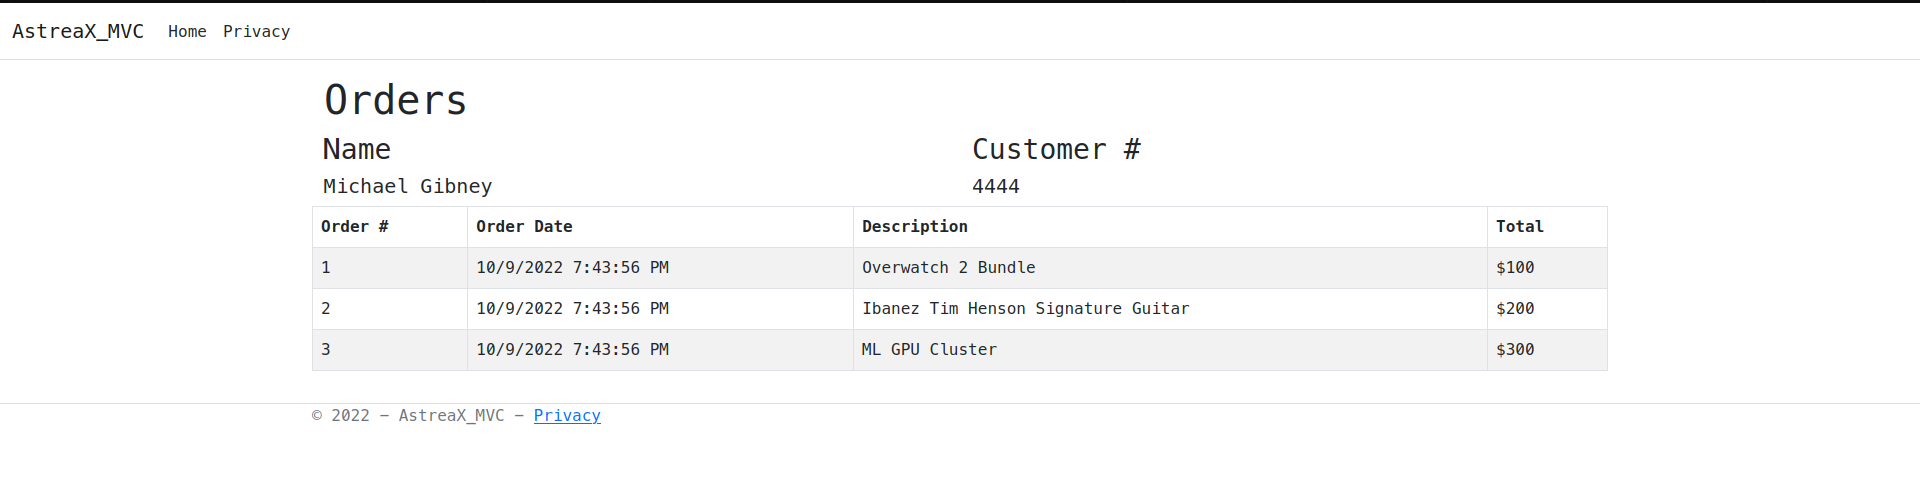 AstreaX_MVC Home Privacy
Orders
Name Customer #
Michael Gibney 4444
Order # Order Date Description Total
1 10/9/2022 7:43:56 PM Overwatch 2 Bundle $100
2 10/9/2022 7:43:56 PM Ibanez Tim Henson Signature Guitar $200
3 10/9/2022 7:43:56 PM ML GPU Cluster $300
© 2022 - AstreaX_MVC - Privacy